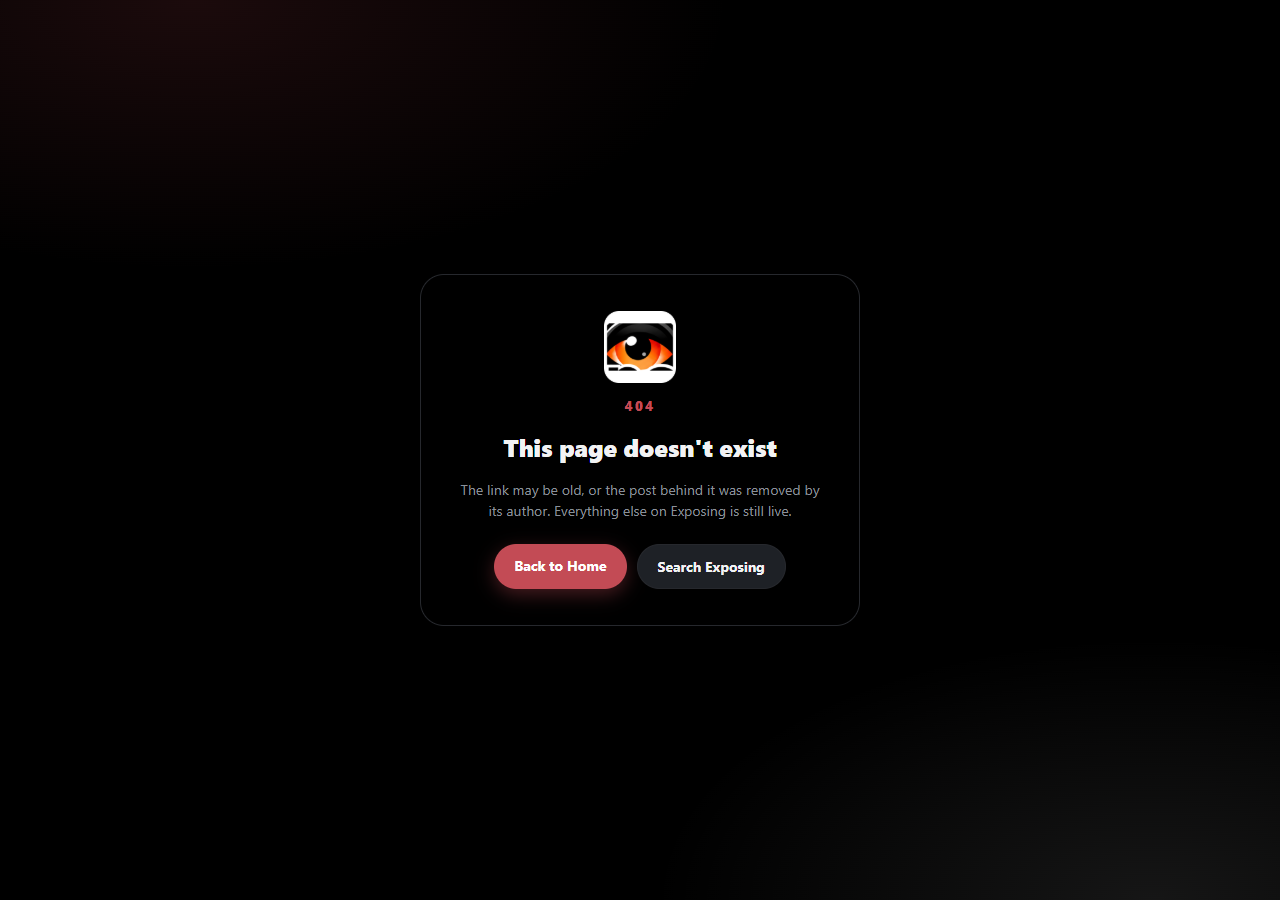 404
This page doesn't exist
The link may be old, or the post behind it was removed by
its author. Everything else on Exposing is still live.
Back to Home
Search Exposing